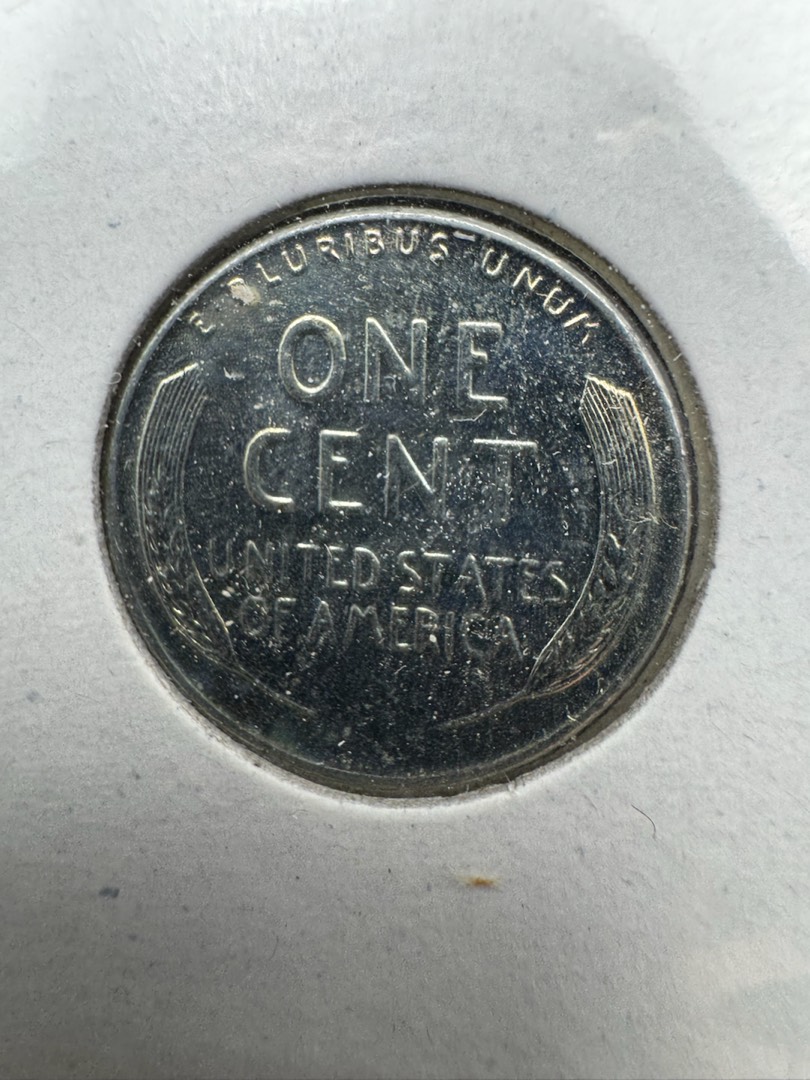 E PLURIBUS UNUM
ONE
CENT
UNITED STATES
OF AMERICA